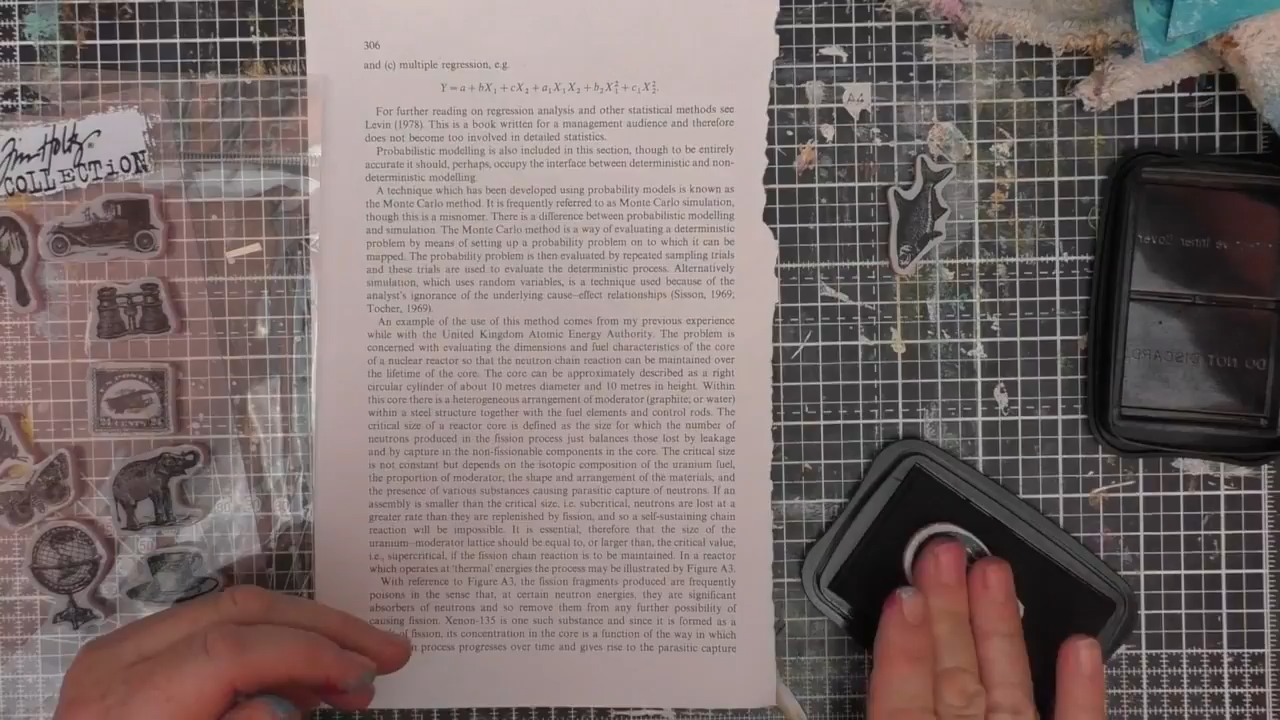 306
and (c) multiple regression, e.g.
Y = a + bX₁ + cX₂ + a₁X₁X₂ + b₂X₁² + c₁X₂².
For further reading on regression analysis and other statistical methods see
Levin (1978). This is a book written for a management audience and therefore
does not become too involved in detailed statistics.
Probabilistic modelling is also included in this section, though to be entirely
accurate it should, perhaps, occupy the interface between deterministic and non-
deterministic modelling.
A technique which has been developed using probability models is known as
the Monte Carlo method. It is frequently referred to as Monte Carlo simulation,
though this is a misnomer. There is a difference between probabilistic modelling
and simulation. The Monte Carlo method is a way of evaluating a deterministic
problem by means of setting up a probability problem on to which it can be
mapped. The probability problem is then evaluated by repeated sampling trials
and these trials are used to evaluate the deterministic process. Alternatively
simulation, which uses random variables, is a technique used because of the
analyst's ignorance of the underlying cause–effect relationships (Sisson, 1969;
Tocher, 1969).
An example of the use of this method comes from my previous experience
while with the United Kingdom Atomic Energy Authority. The problem is
concerned with evaluating the dimensions and fuel characteristics of the core
of a nuclear reactor so that the neutron chain reaction can be maintained over
the lifetime of the core. The core can be approximately described as a right
circular cylinder of about 10 metres diameter and 10 metres in height. Within
this core there is a heterogeneous arrangement of moderator (graphite, or water)
within a steel structure together with the fuel elements and control rods. The
critical size of a reactor core is defined as the size for which the number of
neutrons produced in the fission process just balances those lost by leakage
and by capture in the non-fissionable components in the core. The critical size
is not constant but depends on the isotopic composition of the uranium fuel,
the proportion of moderator, the shape and arrangement of the materials, and
the presence of various substances causing parasitic capture of neutrons. If an
assembly is smaller than the critical size, i.e. subcritical, neutrons are lost at a
greater rate than they are replenished by fission, and so a self-sustaining chain
reaction will be impossible. It is essential, therefore that the size of the
uranium–moderator lattice should be equal to, or larger than, the critical value,
i.e., supercritical, if the fission chain reaction is to be maintained. In a reactor
which operates at 'thermal' energies the process may be illustrated by Figure A3.
With reference to Figure A3, the fission fragments produced are frequently
poisons in the sense that, at certain neutron energies, they are significant
absorbers of neutrons and so remove them from any further possibility of
causing fission. Xenon-135 is one such substance and since it is formed as a
of fission, its concentration in the core is a function of the way in which
process progresses over time and gives rise to the parasitic capture
Tim Holtz®
COLLECTION
24 CENTS 24
Inner Cover
DO NOT DISCARD